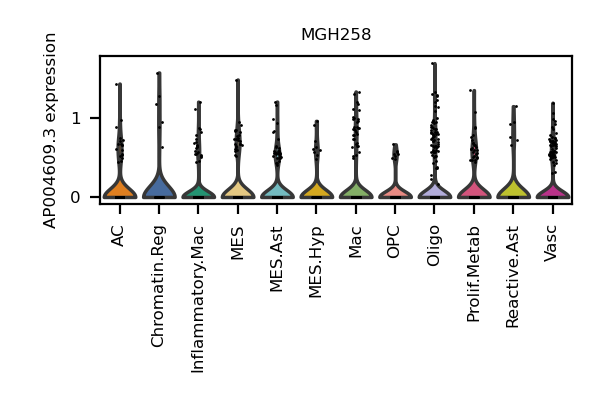 MGH258
AP004609.3 expression
1
0
AC
Chromatin.Reg
Inflammatory.Mac
MES
MES.Ast
MES.Hyp
Mac
OPC
Oligo
Prolif.Metab
Reactive.Ast
Vasc